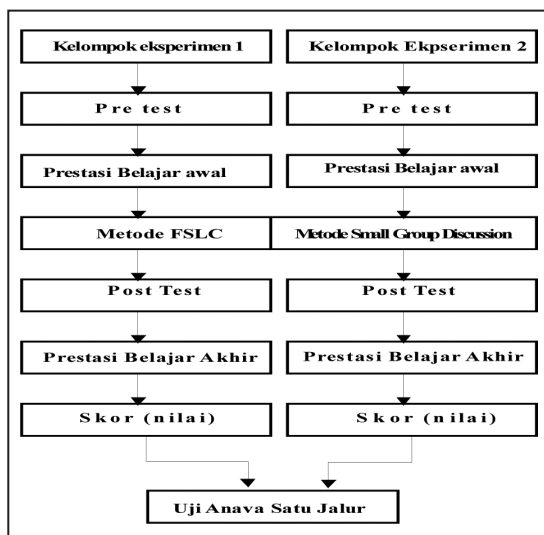 Kelompok eksperimen 1
Kelompok Ekpserimen 2
Pre test
Pre test
Prestasi Belajar awal
Prestasi Belajar awal
Metode FSLC
Metode Small Group Discussion
Post Test
Post Test
Prestasi Belajar Akhir
Prestasi Belajar Akhir
Skor (nilai)
Skor (nilai)
Uji Anava Satu Jalur